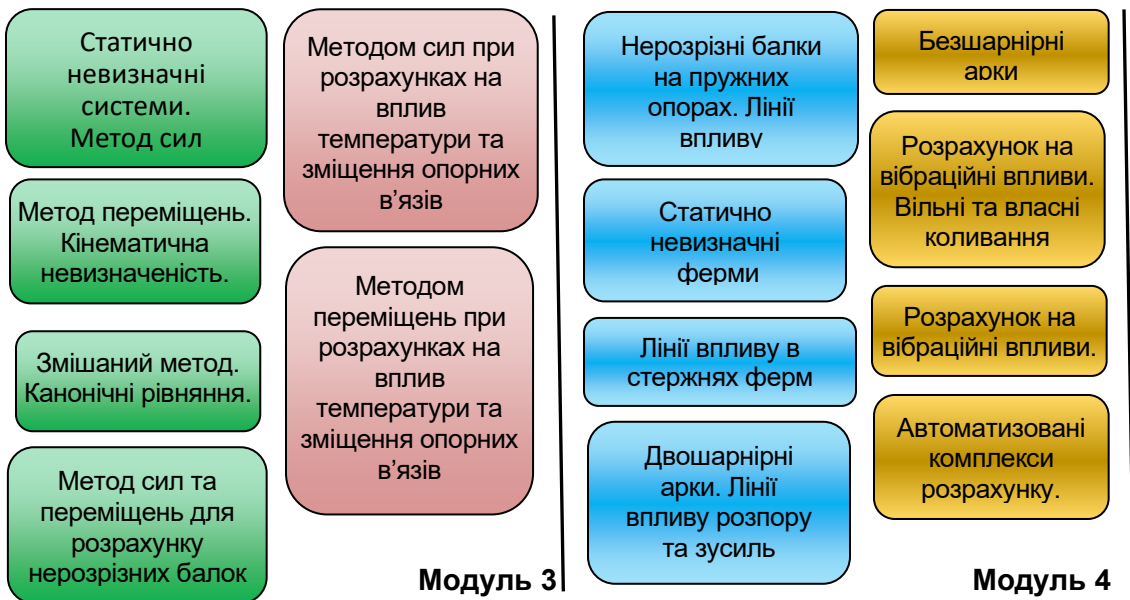 Статично
невизначні
системи.
Метод сил
Метод переміщень.
Кінематична
невизначеність.
Змішаний метод.
Канонічні рівняння.
Метод сил та
переміщень для
розрахунку
нерозрізних балок
Методом сил при
розрахунках на
вплив
температури та
зміщення опорних
в’язів
Методом
переміщень при
розрахунках на
вплив
температури та
зміщення опорних
в’язів
Модуль 3
Нерозрізні балки
на пружних
опорах. Лінії
впливу
Статично
невизначні
ферми
Лінії впливу в
стержнях ферм
Двошарнірні
арки. Лінії
впливу розпору
та зусиль
Безшарнірні
арки
Розрахунок на
вібраційні впливи.
Вільні та власні
коливання
Розрахунок на
вібраційні впливи.
Автоматизовані
комплекси
розрахунку.
Модуль 4